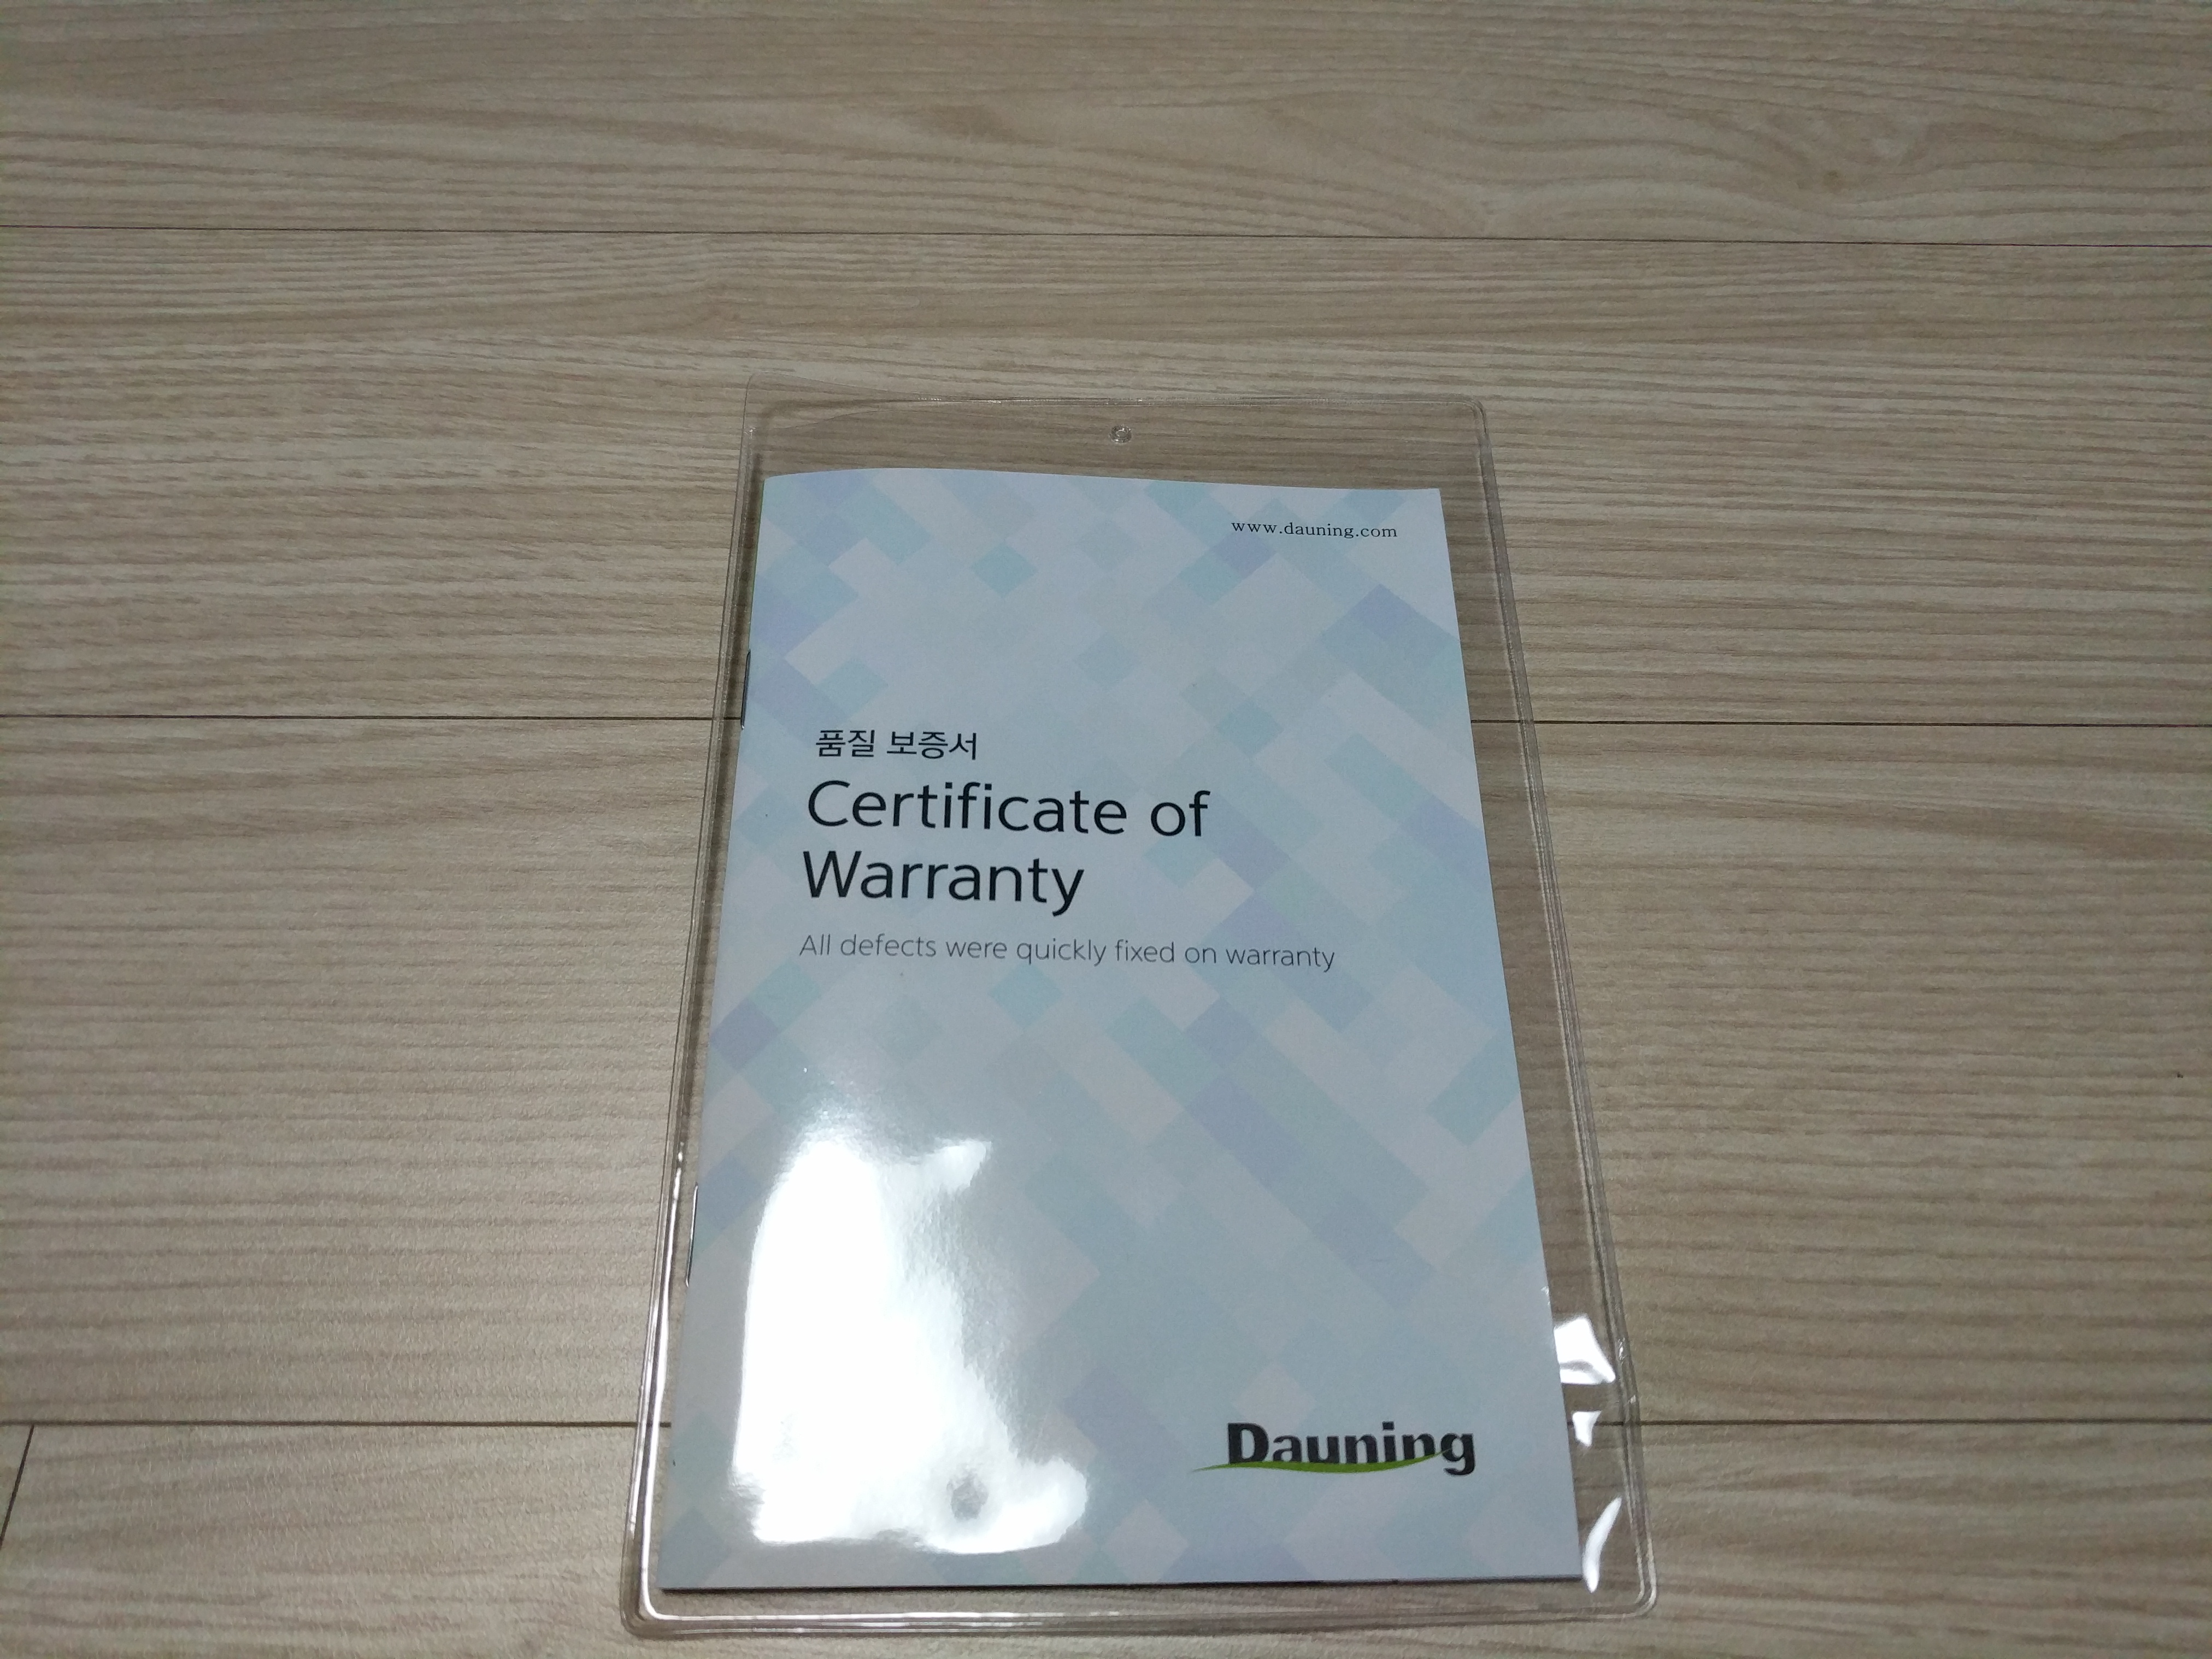 www.dauning.com
품질 보증서
Certificate of
Warranty
All defects were quickly fixed on warranty
Dauning